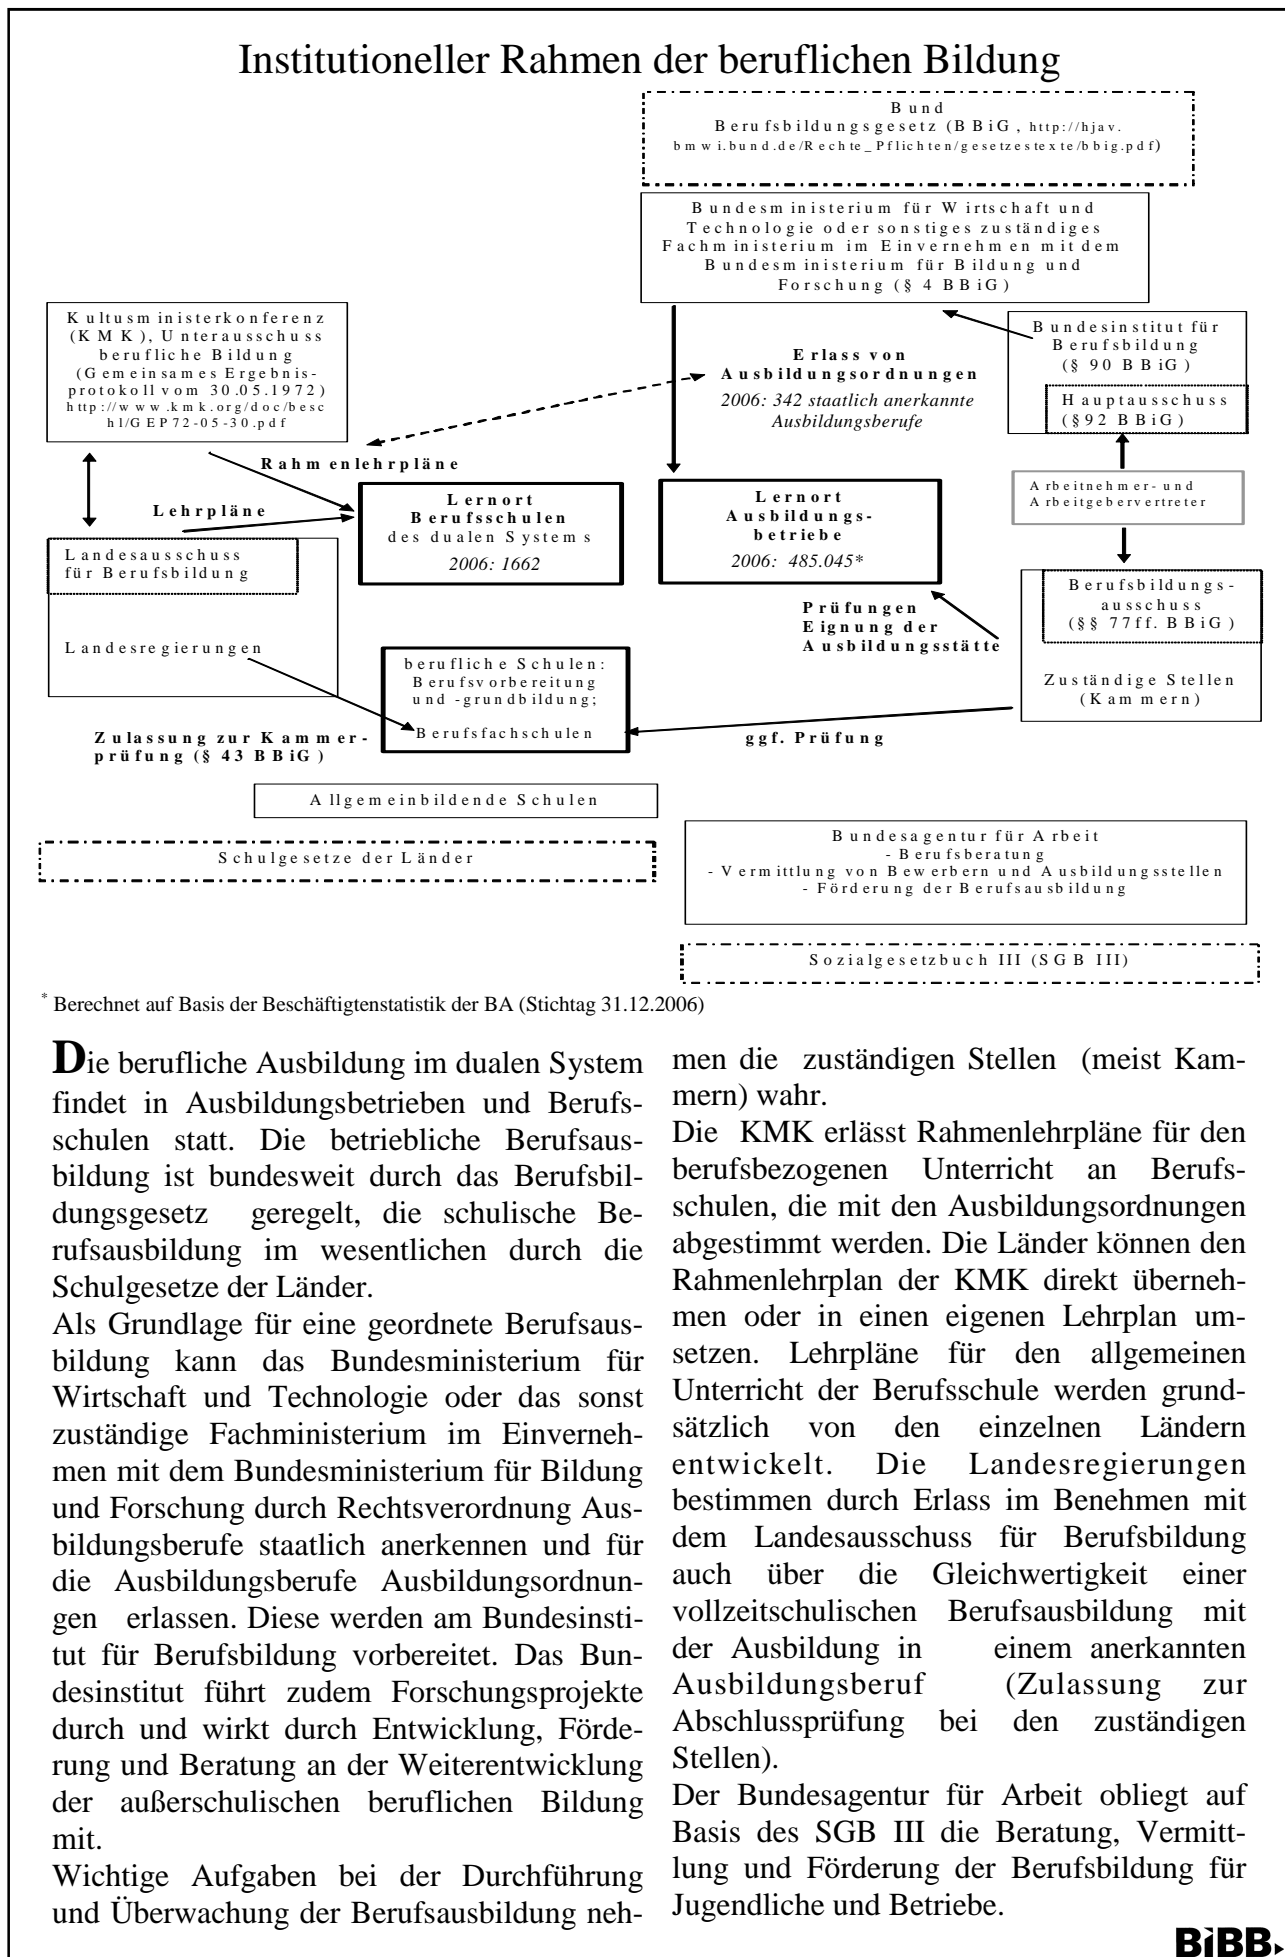 Institutioneller Rahmen der beruflichen Bildung
Bund
Berufsbildungsgesetz (BBiG, http://hjav.
bmwi.bund.de/Rechte_Pflichten/gesetzestexte/bbig.pdf)
Bundesministerium für Wirtschaft und
Technologie oder sonstiges zuständiges
Fachministerium im Einvernehmen mit dem
Bundesministerium für Bildung und
Forschung (§ 4 BBiG)
Kultusministerkonferenz
(KMK), Unterausschuss
berufliche Bildung
(Gemeinsames Ergebnis-
protokoll vom 30.05.1972)
http://www.kmk.org/doc/besc
hl/GEP72-05-30.pdf
Erlass von
Ausbildungsordnungen
2006: 342 staatlich anerkannte
Ausbildungsberufe
Bundesinstitut für
Berufsbildung
(§ 90 BBiG)
Hauptausschuss
(§92 BBiG)
Rahmenlehrpläne
Lehrpläne
Lernort
Berufsschulen
des dualen Systems
2006: 1662
Lernort
Ausbildungs-
betriebe
2006: 485.045*
Arbeitnehmer- und
Arbeitgebervertreter
Landesausschuss
für Berufsbildung
Landesregierungen
Berufsbildungs-
ausschuss
(§§ 77ff. BBiG)
Zuständige Stellen
(Kammern)
Prüfungen
Eignung der
Ausbildungsstätte
berufliche Schulen:
Berufsvorbereitung
und -grundbildung;
Berufsfachschulen
Zulassung zur Kammer-
prüfung (§ 43 BBiG)
ggf. Prüfung
Allgemeinbildende Schulen
Schulgesetze der Länder
Bundesagentur für Arbeit
- Berufsberatung
- Vermittlung von Bewerbern und Ausbildungsstellen
- Förderung der Berufsausbildung
Sozialgesetzbuch III (SGB III)
* Berechnet auf Basis der Beschäftigtenstatistik der BA (Stichtag 31.12.2006)
Die berufliche Ausbildung im dualen System
findet in Ausbildungsbetrieben und Berufs-
schulen statt. Die betriebliche Berufsaus-
bildung ist bundesweit durch das Berufsbil-
dungsgesetz geregelt, die schulische Be-
rufsausbildung im wesentlichen durch die
Schulgesetze der Länder.
Als Grundlage für eine geordnete Berufsaus-
bildung kann das Bundesministerium für
Wirtschaft und Technologie oder das sonst
zuständige Fachministerium im Einverneh-
men mit dem Bundesministerium für Bildung
und Forschung durch Rechtsverordnung Aus-
bildungsberufe staatlich anerkennen und für
die Ausbildungsberufe Ausbildungsordnun-
gen erlassen. Diese werden am Bundesinsti-
tut für Berufsbildung vorbereitet. Das Bun-
desinstitut führt zudem Forschungsprojekte
durch und wirkt durch Entwicklung, Förde-
rung und Beratung an der Weiterentwicklung
der außerschulischen beruflichen Bildung
mit.
Wichtige Aufgaben bei der Durchführung
und Überwachung der Berufsausbildung neh-
men die zuständigen Stellen (meist Kam-
mern) wahr.
Die KMK erlässt Rahmenlehrpläne für den
berufsbezogenen Unterricht an Berufs-
schulen, die mit den Ausbildungsordnungen
abgestimmt werden. Die Länder können den
Rahmenlehrplan der KMK direkt überneh-
men oder in einen eigenen Lehrplan um-
setzen. Lehrpläne für den allgemeinen
Unterricht der Berufsschule werden grund-
sätzlich von den einzelnen Ländern
entwickelt. Die Landesregierungen
bestimmen durch Erlass im Benehmen mit
dem Landesausschuss für Berufsbildung
auch über die Gleichwertigkeit einer
vollzeitschulischen Berufsausbildung mit
der Ausbildung in einem anerkannten
Ausbildungsberuf (Zulassung zur
Abschlussprüfung bei den zuständigen
Stellen).
Der Bundesagentur für Arbeit obliegt auf
Basis des SGB III die Beratung, Vermitt-
lung und Förderung der Berufsbildung für
Jugendliche und Betriebe.
BiBB